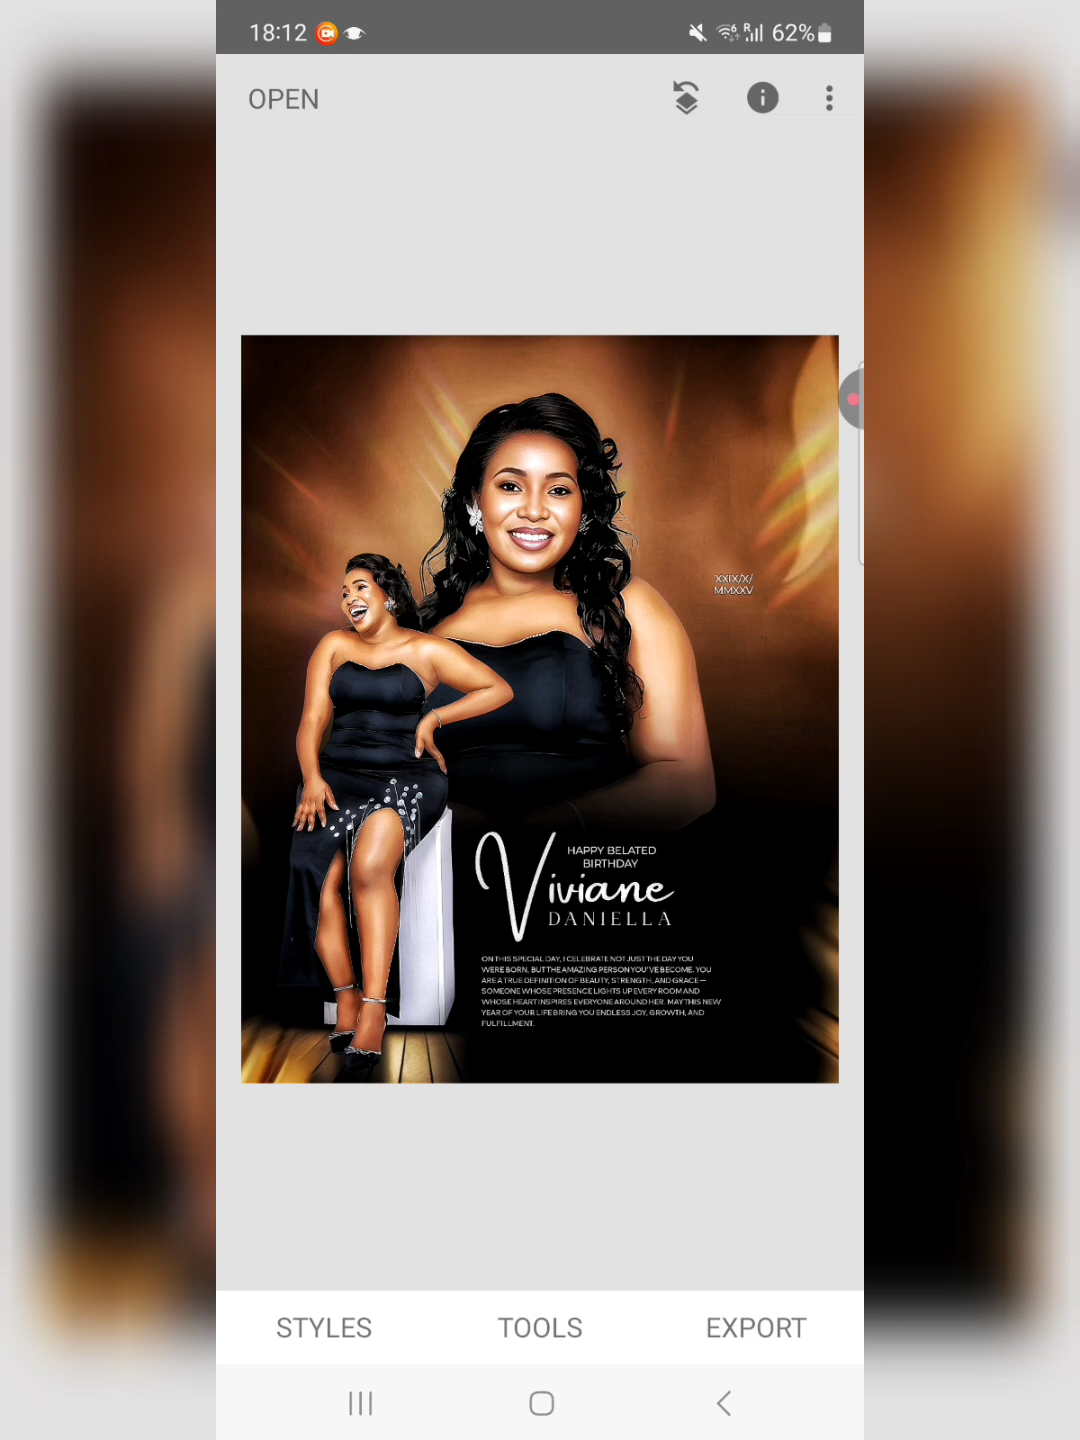 18:12
62%
OPEN
XXIX/X/
MMXXV
HAPPY BELATED
BIRTHDAY
Viviane
DANIELLA
ON THIS SPECIAL DAY, I CELEBRATE NOT JUST THE DAY YOU
WERE BORN, BUT THE AMAZING PERSON YOU'VE BECOME. YOU
ARE A TRUE DEFINITION OF BEAUTY, STRENGTH, AND GRACE —
SOMEONE WHOSE PRESENCE LIGHTS UP EVERY ROOM AND
WHOSE HEART INSPIRES EVERYONE AROUND HER. MAY THIS NEW
YEAR OF YOUR LIFE BRING YOU ENDLESS JOY, GROWTH, AND
FULFILLMENT.
STYLES
TOOLS
EXPORT